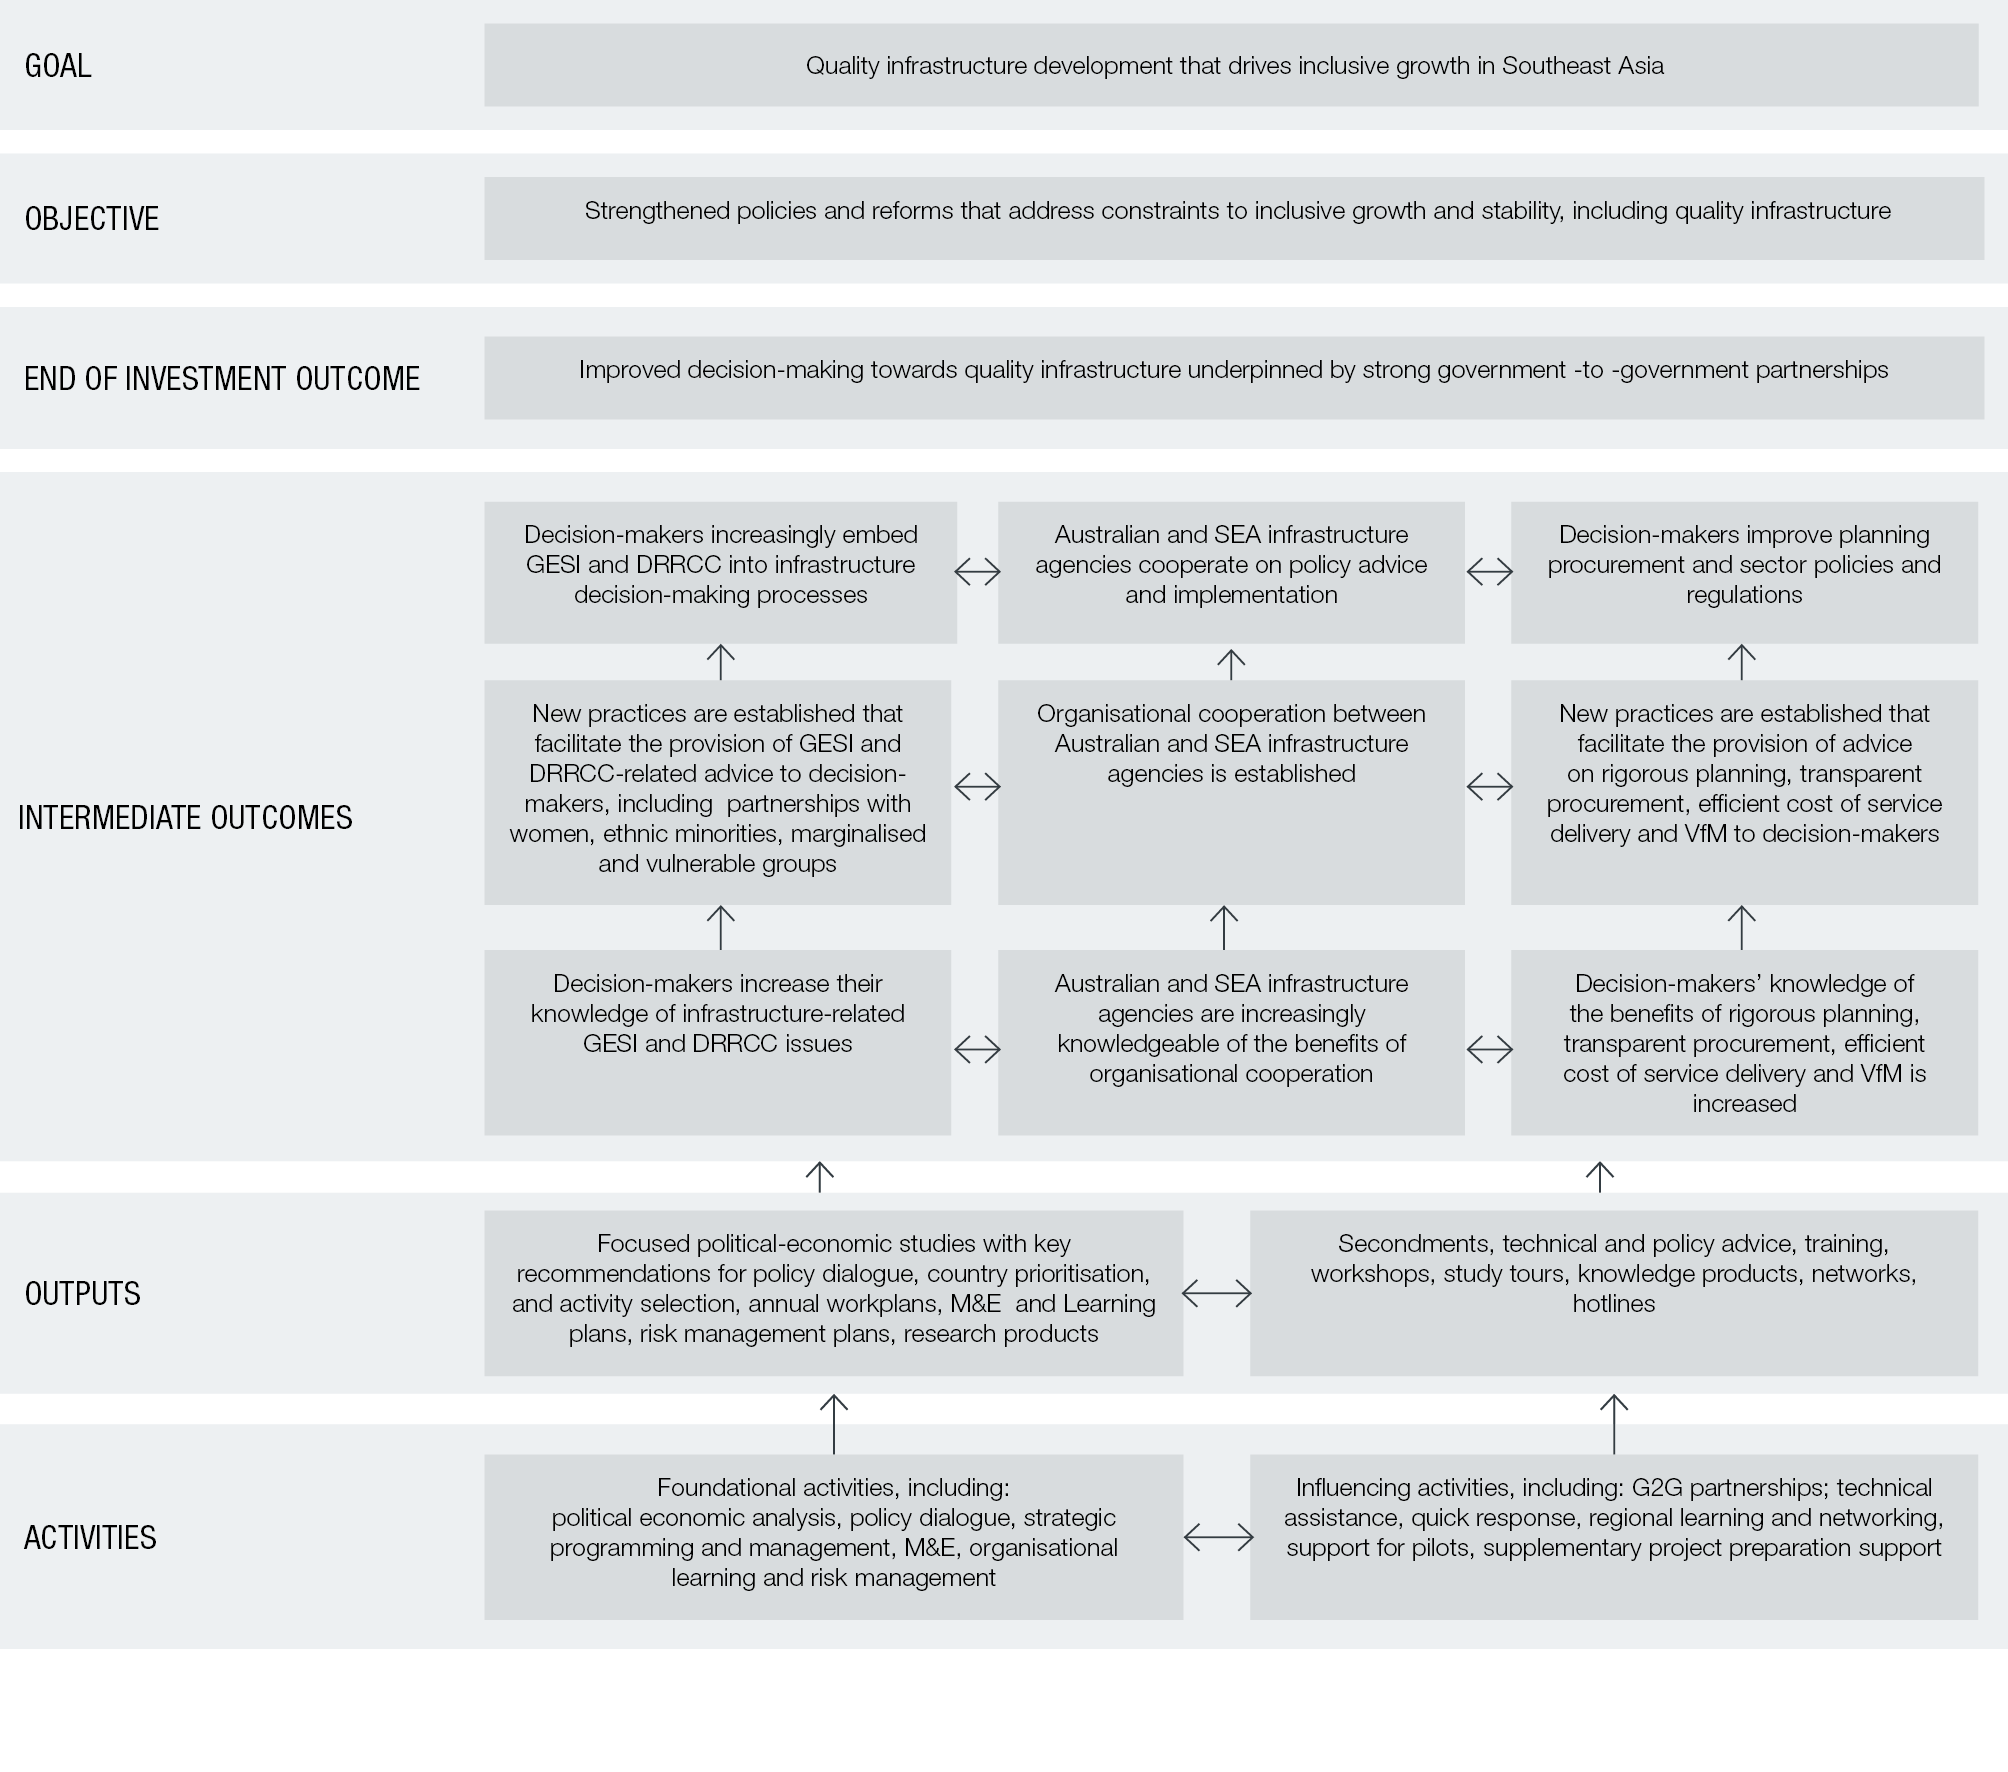 GOAL
Quality infrastructure development that drives inclusive growth in Southeast Asia
OBJECTIVE
Strengthened policies and reforms that address constraints to inclusive growth and stability, including quality infrastructure
END OF INVESTMENT OUTCOME
Improved decision-making towards quality infrastructure underpinned by strong government -to -government partnerships
INTERMEDIATE OUTCOMES
Decision-makers increasingly embed
GESI and DRRCC into infrastructure
decision-making processes
Australian and SEA infrastructure
agencies cooperate on policy advice
and implementation
Decision-makers improve planning
procurement and sector policies and
regulations
New practices are established that
facilitate the provision of GESI and
DRRCC-related advice to decision-
makers, including  partnerships with
women, ethnic minorities, marginalised
and vulnerable groups
Organisational cooperation between
Australian and SEA infrastructure
agencies is established
New practices are established that
facilitate the provision of advice
on rigorous planning, transparent
procurement, efficient cost of service
delivery and VfM to decision-makers
Decision-makers increase their
knowledge of infrastructure-related
GESI and DRRCC issues
Australian and SEA infrastructure
agencies are increasingly
knowledgeable of the benefits of
organisational cooperation
Decision-makers’ knowledge of
the benefits of rigorous planning,
transparent procurement, efficient
cost of service delivery and VfM is
increased
OUTPUTS
Focused political-economic studies with key
recommendations for policy dialogue, country prioritisation,
and activity selection, annual workplans, M&E  and Learning
plans, risk management plans, research products
Secondments, technical and policy advice, training,
workshops, study tours, knowledge products, networks,
hotlines
ACTIVITIES
Foundational activities, including:
political economic analysis, policy dialogue, strategic
programming and management, M&E, organisational
learning and risk management
Influencing activities, including: G2G partnerships; technical
assistance, quick response, regional learning and networking,
support for pilots, supplementary project preparation support